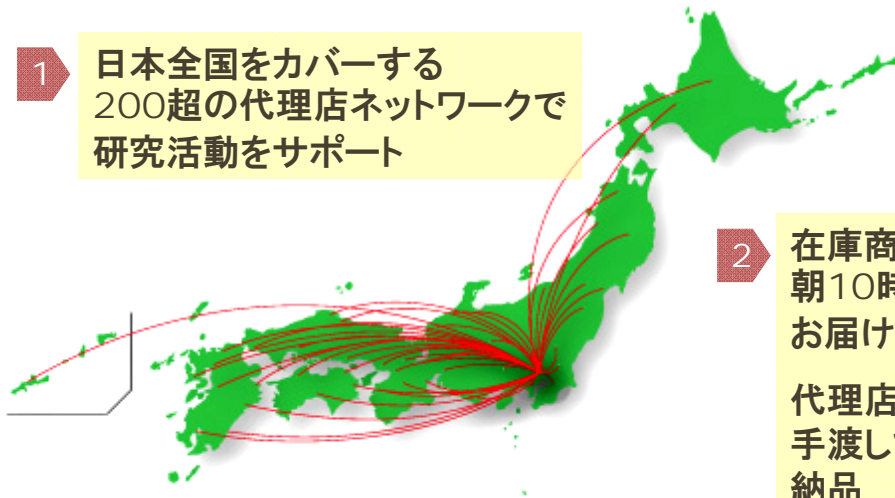 1
日本全国をカバーする
200超の代理店ネットワークで
研究活動をサポート
2
在庫商
朝10時
お届け
代理店
手渡し
納品